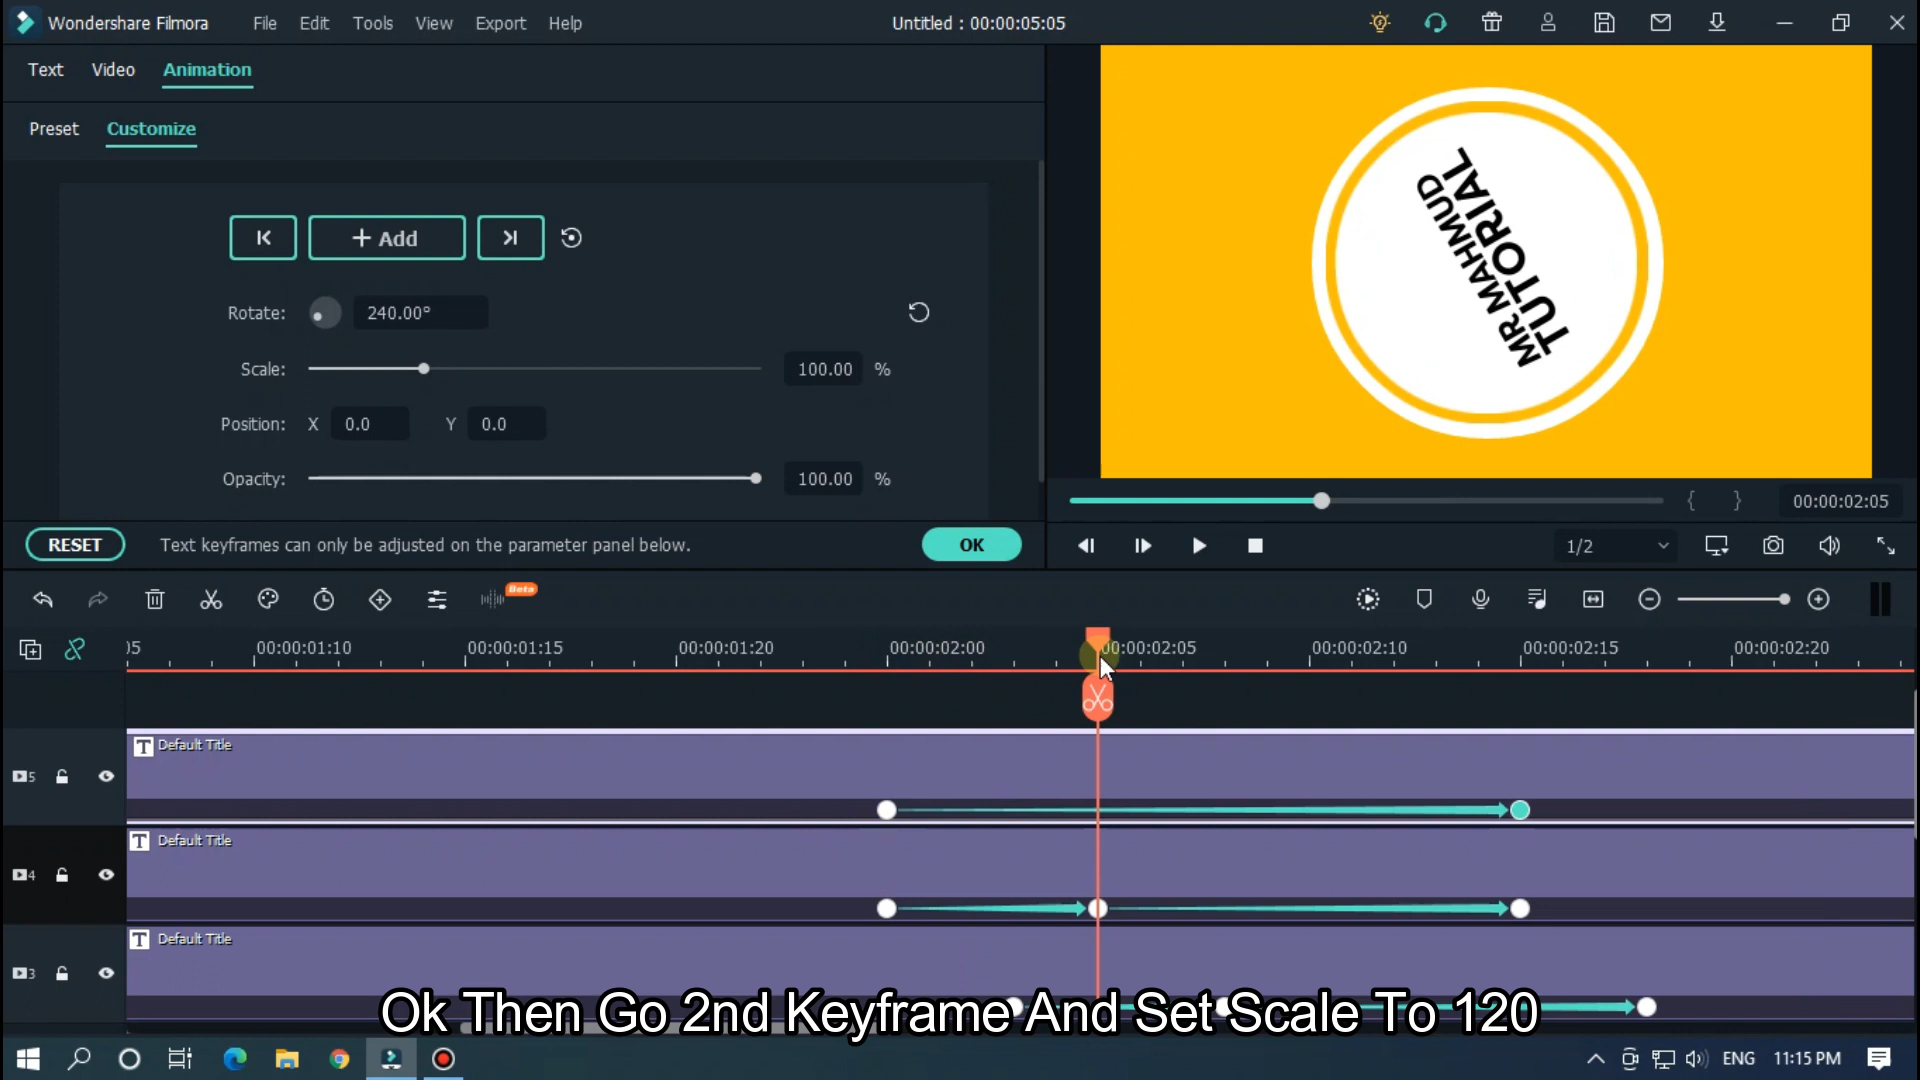 Wondershare Filmora
File Edit Tools View Export Help
Untitled : 00:00:05:05
Text Video Animation
Preset Customize
+ Add
Rotate: 240.00°
Scale: 100.00 %
Position: X 0.0 Y 0.0
Opacity: 100.00 %
RESET Text keyframes can only be adjusted on the parameter panel below. OK
MR.MAHMUD
TUTORIAL
{ } 00:00:02:05
1/2
Beta
:05 00:00:01:10 00:00:01:15 00:00:01:20 00:00:02:00 00:00:02:05 00:00:02:10 00:00:02:15 00:00:02:20
T Default Title
5
T Default Title
4
T Default Title
3
Ok Then Go 2nd Keyframe And Set Scale To 120
ENG 11:15 PM